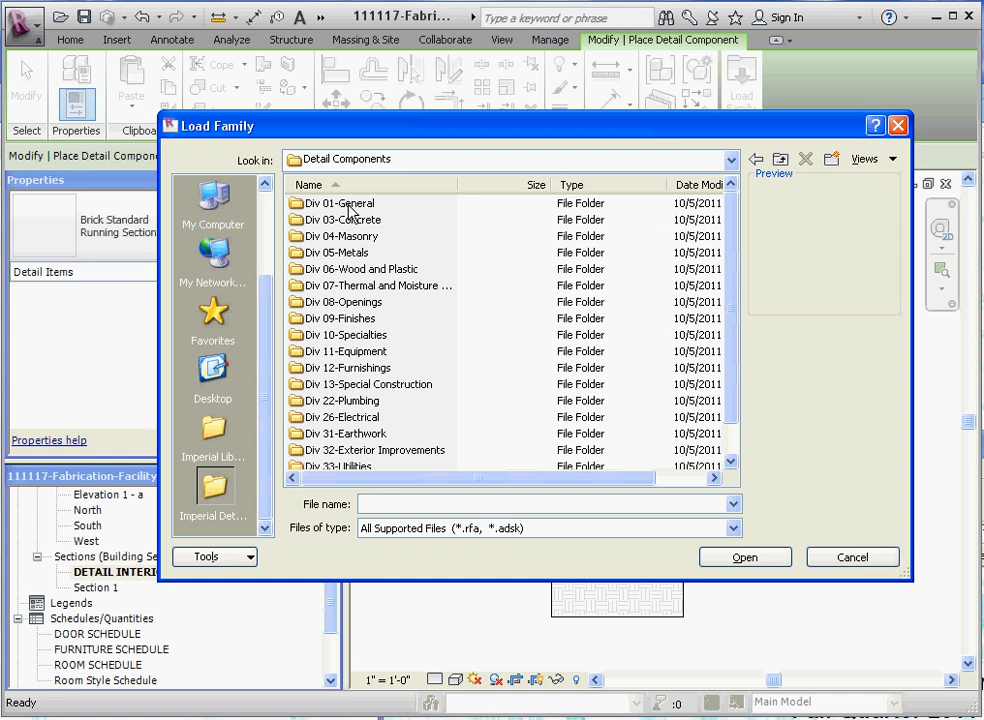 111117-Fabri...
Type a keyword or phrase
Sign In
Home
Insert
Annotate
Analyze
Structure
Massing & Site
Collaborate
View
Manage
Modify | Place Detail Component
Modify
Cope
Cut
Paste
Load
Family
Select
Properties
Clipboa
Modify | Place Detail Compon
Properties
Brick Standard
Running Section
Detail Items
Properties help
111117-Fabrication-Facility
Elevation 1 - a
North
South
West
Sections (Building Se
DETAIL INTERI
Section 1
Legends
Schedules/Quantities
DOOR SCHEDULE
FURNITURE SCHEDULE
ROOM SCHEDULE
Room Style Schedule
Load Family
Look in:
Detail Components
Views
My Computer
My Network...
Favorites
Desktop
Imperial Lib...
Imperial Det...
Name
Size
Type
Date Modi
Div 01-General
File Folder
10/5/2011
Div 03-Concrete
File Folder
10/5/2011
Div 04-Masonry
File Folder
10/5/2011
Div 05-Metals
File Folder
10/5/2011
Div 06-Wood and Plastic
File Folder
10/5/2011
Div 07-Thermal and Moisture ...
File Folder
10/5/2011
Div 08-Openings
File Folder
10/5/2011
Div 09-Finishes
File Folder
10/5/2011
Div 10-Specialties
File Folder
10/5/2011
Div 11-Equipment
File Folder
10/5/2011
Div 12-Furnishings
File Folder
10/5/2011
Div 13-Special Construction
File Folder
10/5/2011
Div 22-Plumbing
File Folder
10/5/2011
Div 26-Electrical
File Folder
10/5/2011
Div 31-Earthwork
File Folder
10/5/2011
Div 32-Exterior Improvements
File Folder
10/5/2011
Div 33-Utilities
File Folder
10/5/2011
Preview
File name:
Files of type:
All Supported Files (*.rfa, *.adsk)
Tools
Open
Cancel
1" = 1'-0"
Ready
:0
Main Model